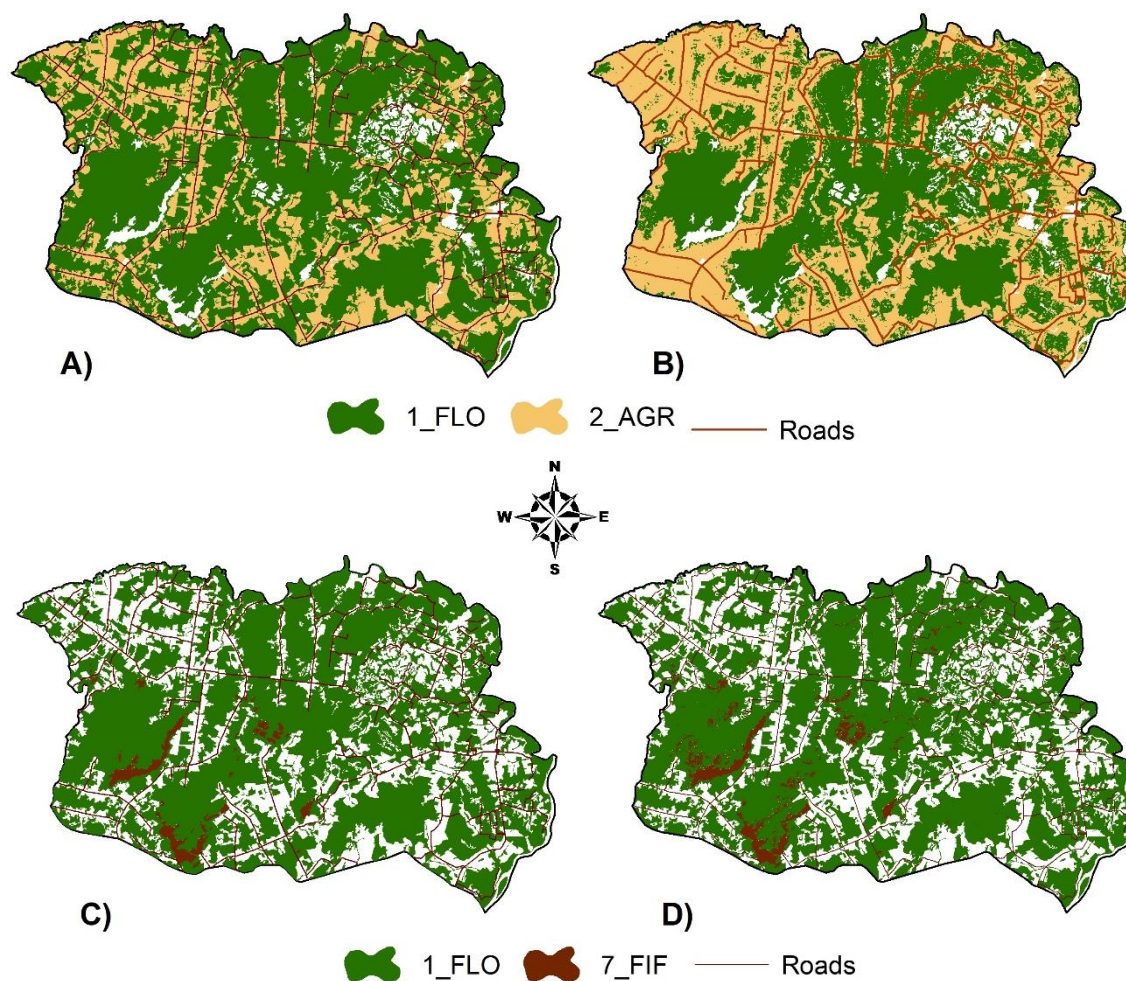 A)
B)
1_FLO 2_AGR Roads
N
W E
S
C)
D)
1_FLO 7_FIF Roads